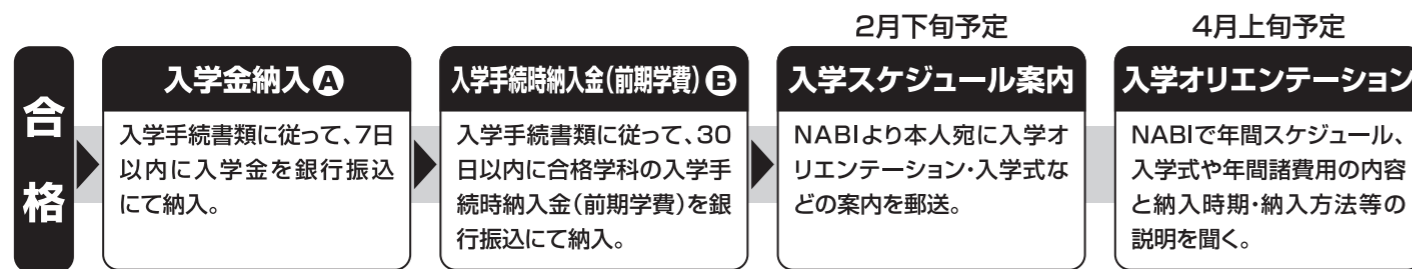 合格
入学金納入 A
入学手続書類に従って、7日
以内に入学金を銀行振込
にて納入。
入学手続時納入金(前期学費) B
入学手続書類に従って、30
日以内に合格学科の入学手
続時納入金(前期学費)を銀
行振込にて納入。
2月下旬予定
入学スケジュール案内
NABIより本人宛に入学オ
リエンテーション・入学式な
どの案内を郵送。
4月上旬予定
入学オリエンテーション
NABIで年間スケジュール、
入学式や年間諸費用の内容
と納入時期・納入方法等の
説明を聞く。